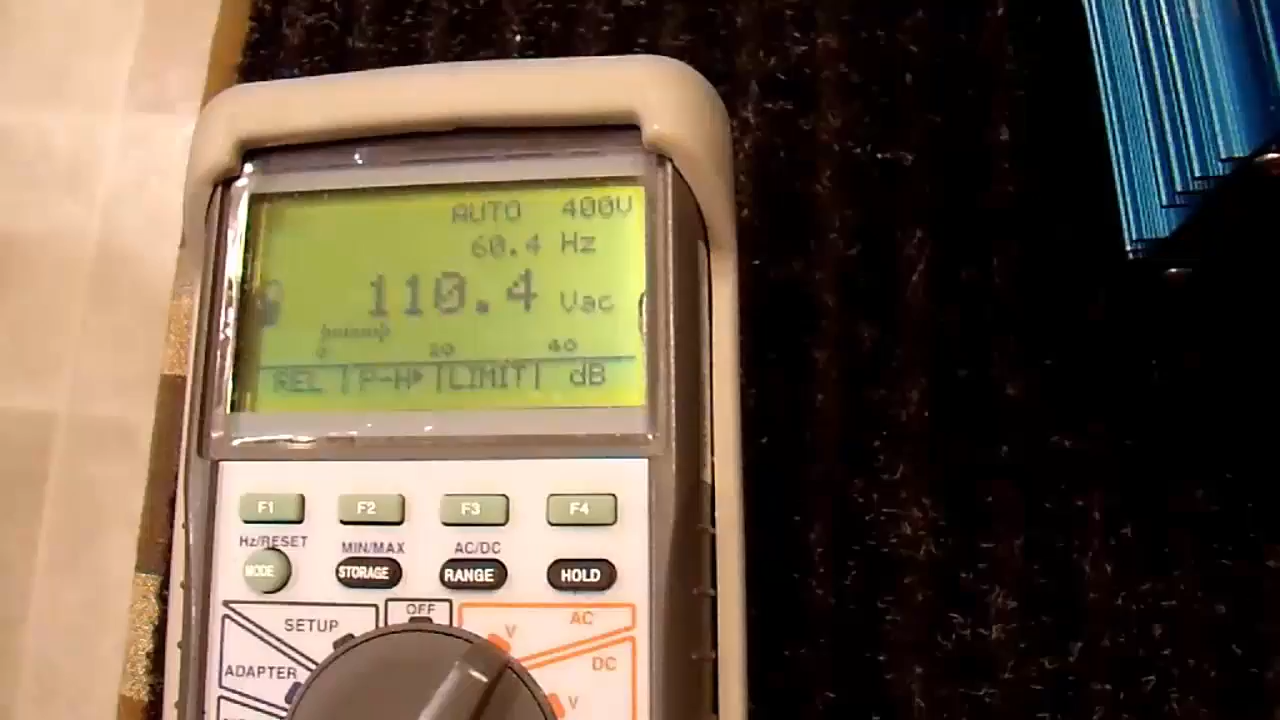 AUTO 400V
60.4 Hz
110.4 Vac
0 20 40
REL | P-H▶ | LIMIT | dB
F1 F2 F3 F4
Hz/RESET MIN/MAX AC/DC
MODE STORAGE RANGE HOLD
OFF
SETUP V AC
ADAPTER DC
V